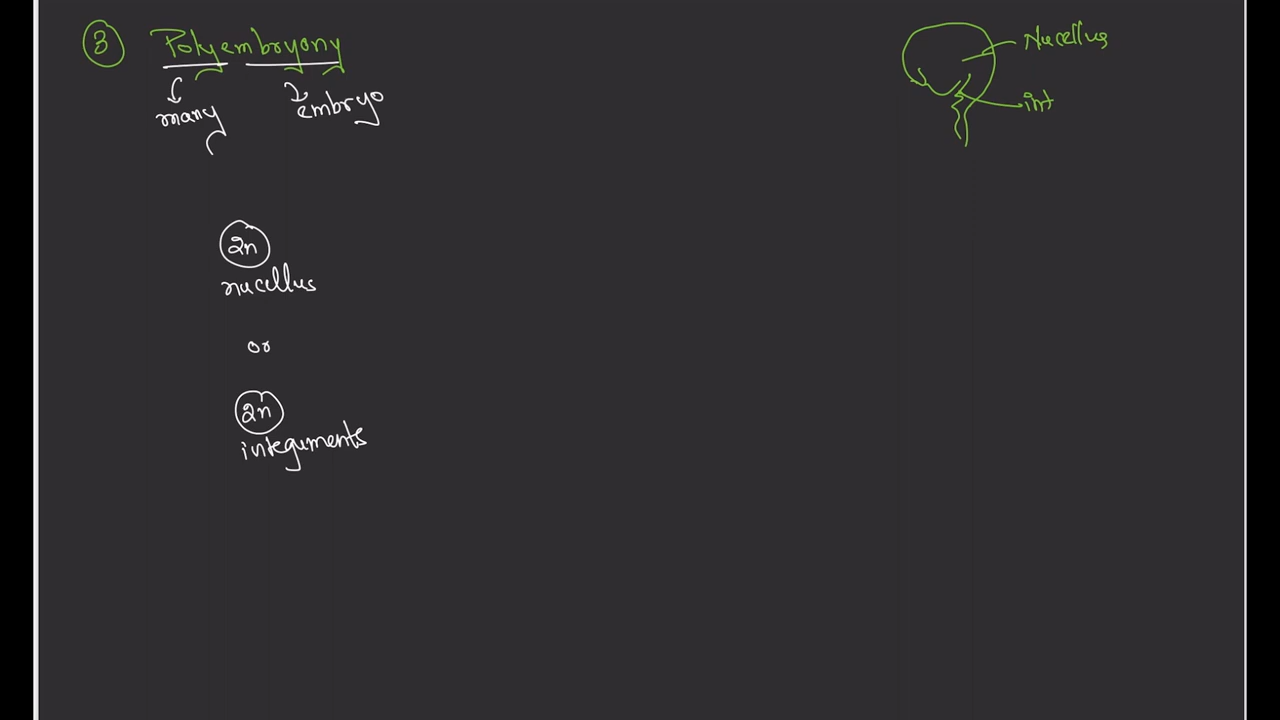 3 Polyembryony
many embryo
Nucellus
int
2n
nucellus
or
2n
integuments